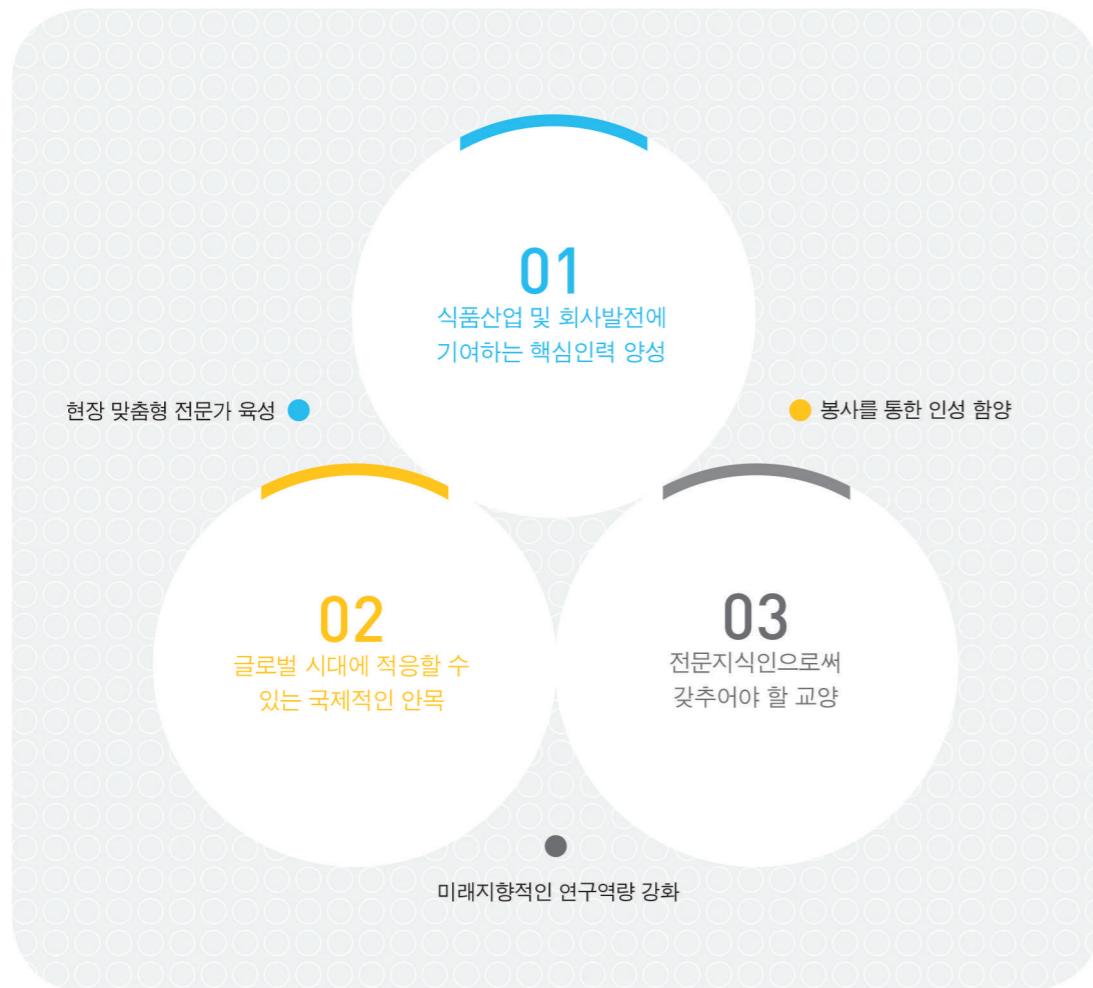 01
식품산업 및 회사발전에
기여하는 핵심인력 양성
현장 맞춤형 전문가 육성
봉사를 통한 인성 함양
02
글로벌 시대에 적응할 수
있는 국제적인 안목
03
전문지식인으로써
갖추어야 할 교양
미래지향적인 연구역량 강화